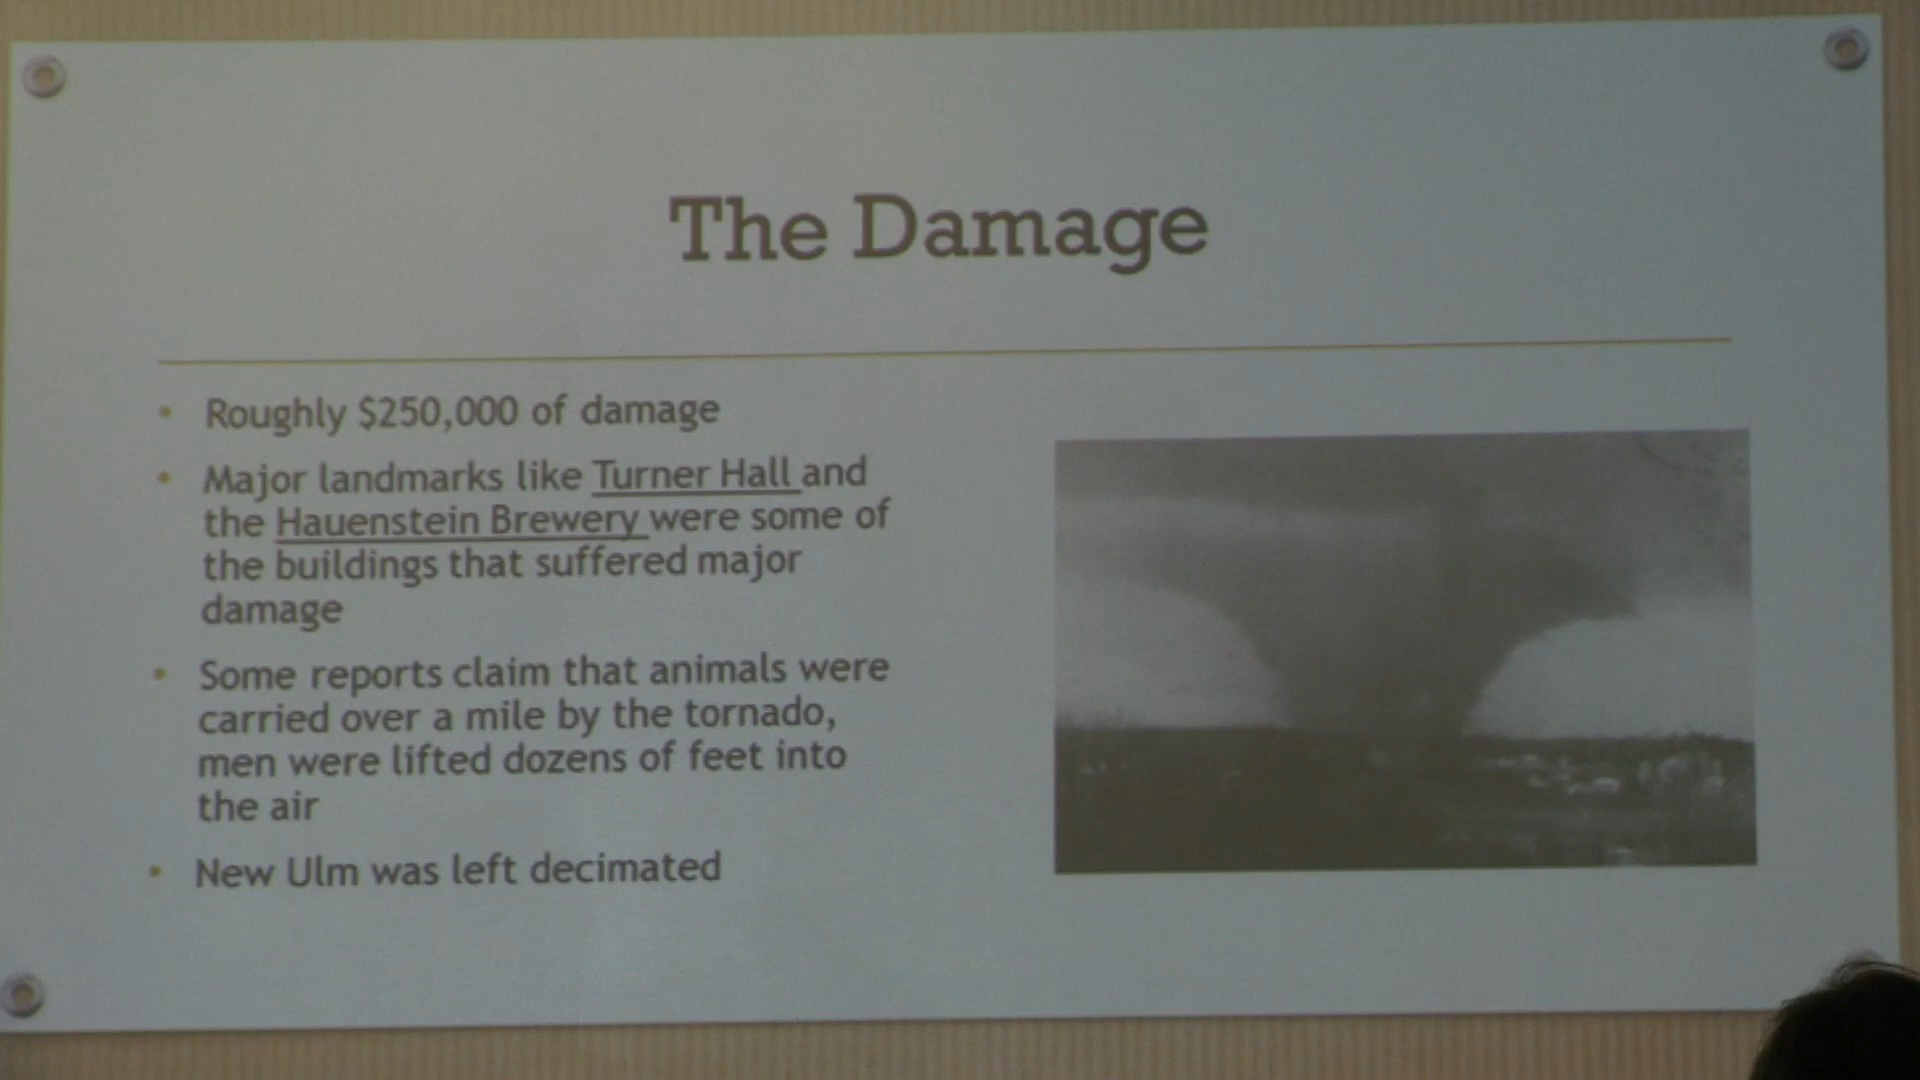 The Damage
• Roughly $250,000 of damage
• Major landmarks like Turner Hall and
the Hauenstein Brewery were some of
the buildings that suffered major
damage
• Some reports claim that animals were
carried over a mile by the tornado,
men were lifted dozens of feet into
the air
• New Ulm was left decimated